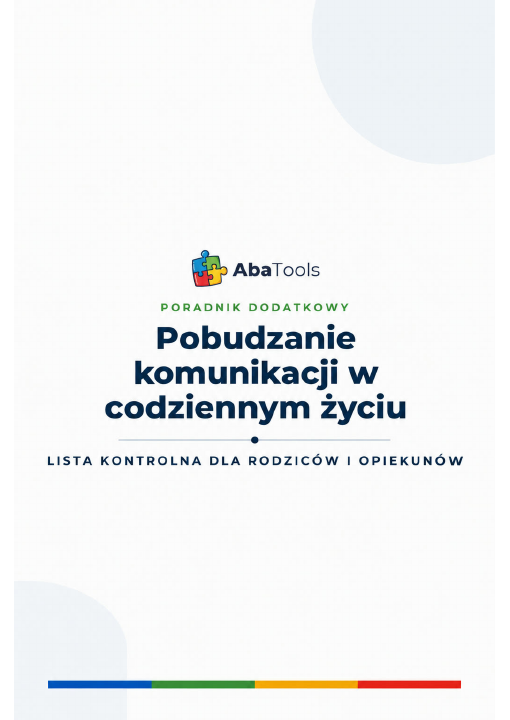 AbaTools
PORADNIK DODATKOWY
Pobudzanie
komunikacji w
codziennym życiu
LISTA KONTROLNA DLA RODZICÓW I OPIEKUNÓW